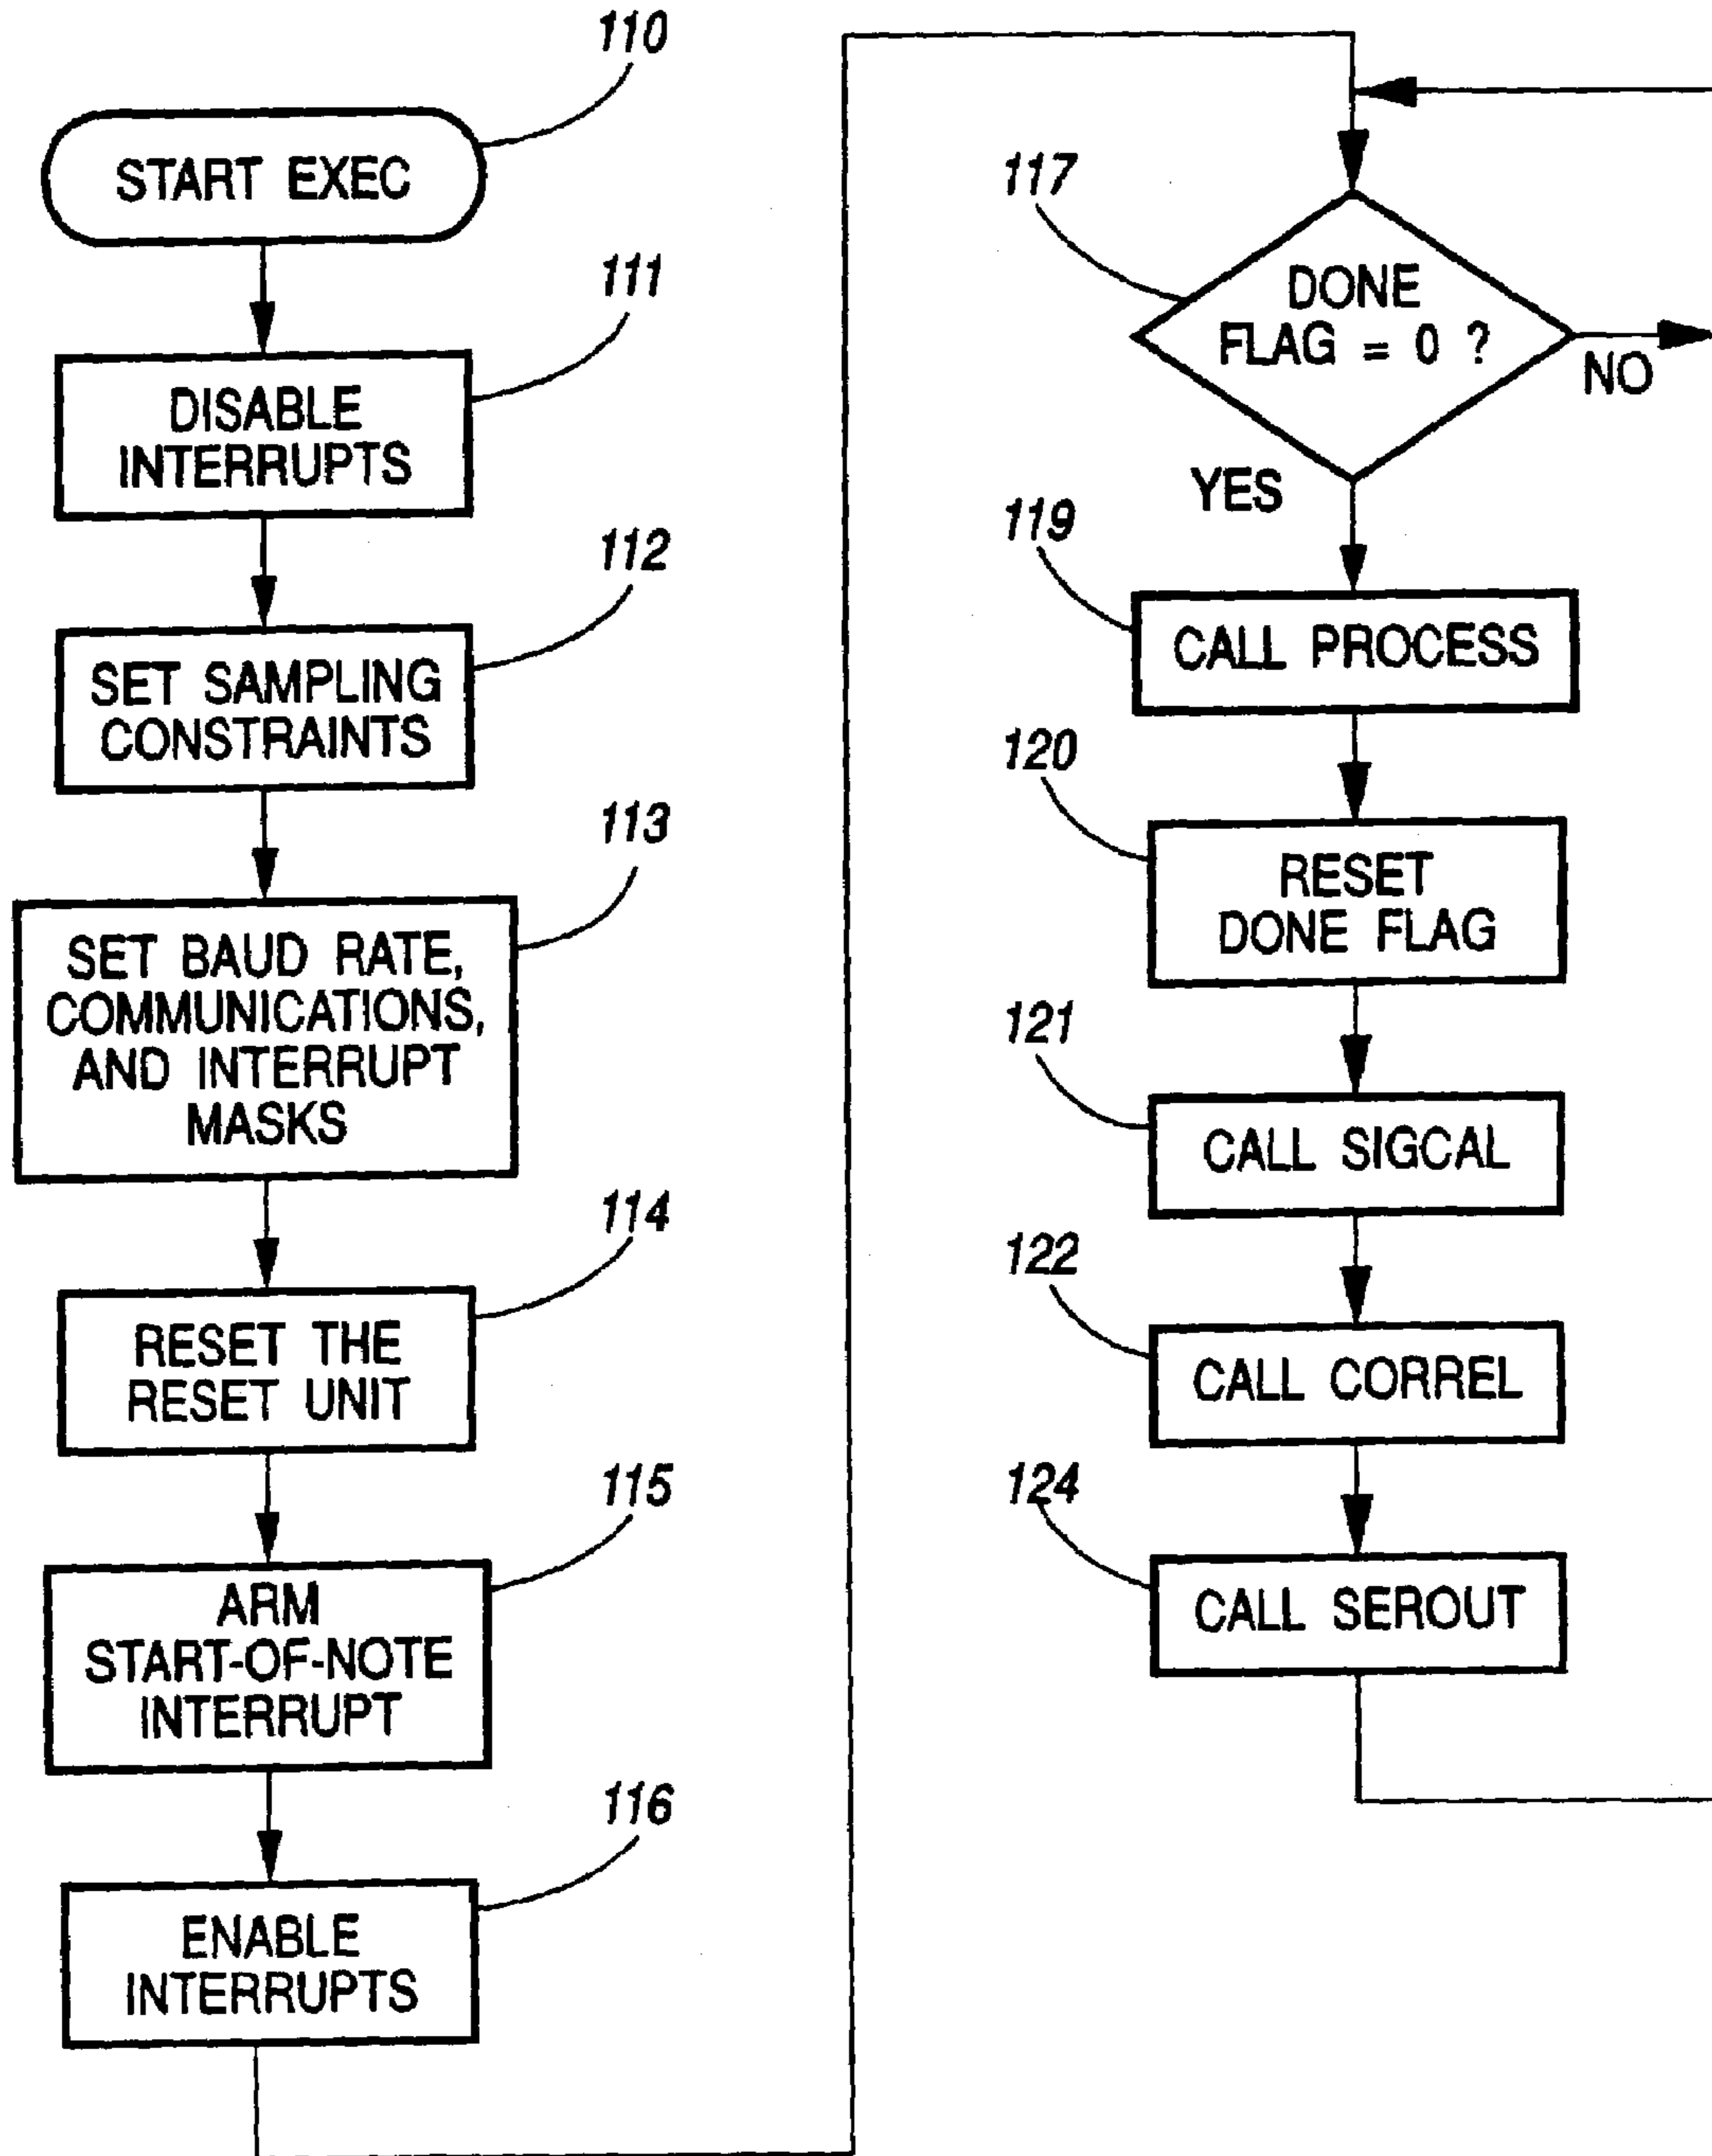 110
START EXEC
111
DISABLE
INTERRUPTS
112
SET SAMPLING
CONSTRAINTS
113
SET BAUD RATE,
COMMUNICATIONS,
AND INTERRUPT
MASKS
114
RESET THE
RESET UNIT
115
ARM
START-OF-NOTE
INTERRUPT
116
ENABLE
INTERRUPTS
117
DONE
FLAG = 0 ?
NO
YES
119
CALL PROCESS
120
RESET
DONE FLAG
121
CALL SIGCAL
122
CALL CORREL
124
CALL SEROUT